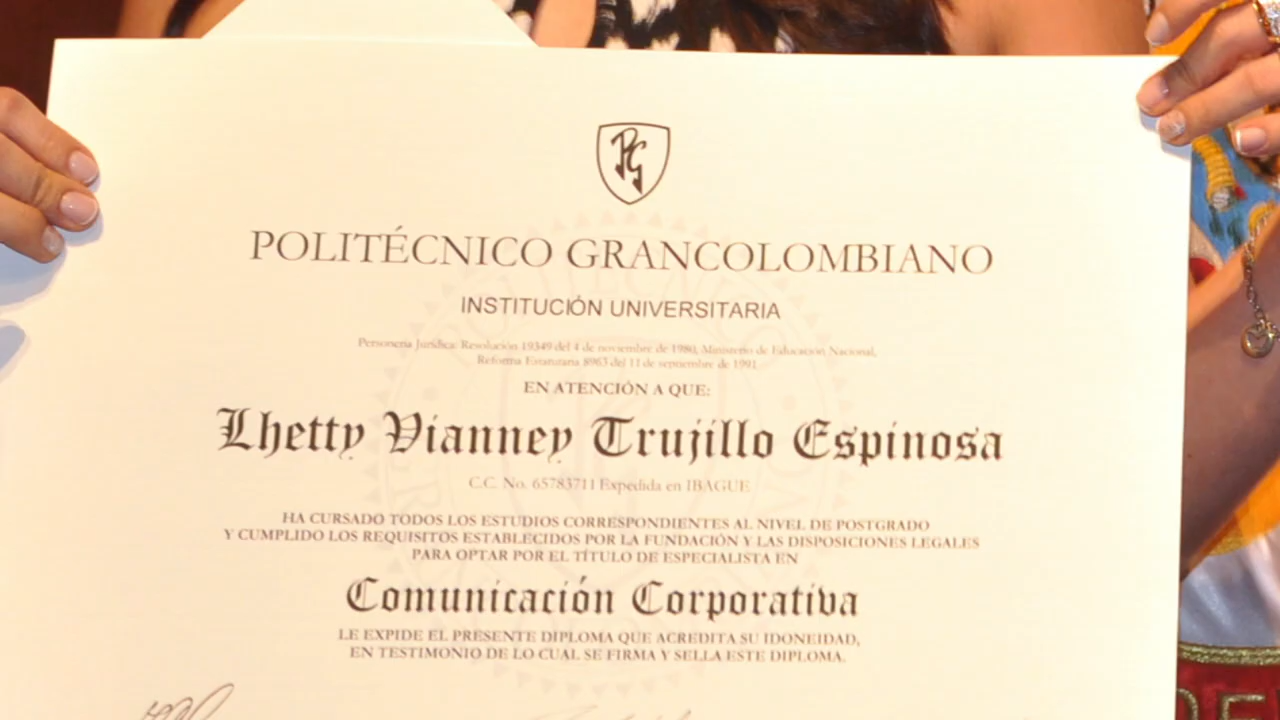 PG
POLITÉCNICO GRANCOLOMBIANO
INSTITUCIÓN UNIVERSITARIA
Personería Jurídica: Resolución 19349 del 4 de noviembre de 1980, Ministerio de Educación Nacional,
Reforma Estatutaria 8963 del 11 de septiembre de 1991
EN ATENCIÓN A QUE:
Lhetty Vianney Trujillo Espinosa
C.C. No. 65783711 Expedida en IBAGUE
HA CURSADO TODOS LOS ESTUDIOS CORRESPONDIENTES AL NIVEL DE POSTGRADO
Y CUMPLIDO LOS REQUISITOS ESTABLECIDOS POR LA FUNDACIÓN Y LAS DISPOSICIONES LEGALES
PARA OPTAR POR EL TÍTULO DE ESPECIALISTA EN
Comunicación Corporativa
LE EXPIDE EL PRESENTE DIPLOMA QUE ACREDITA SU IDONEIDAD,
EN TESTIMONIO DE LO CUAL SE FIRMA Y SELLA ESTE DIPLOMA.